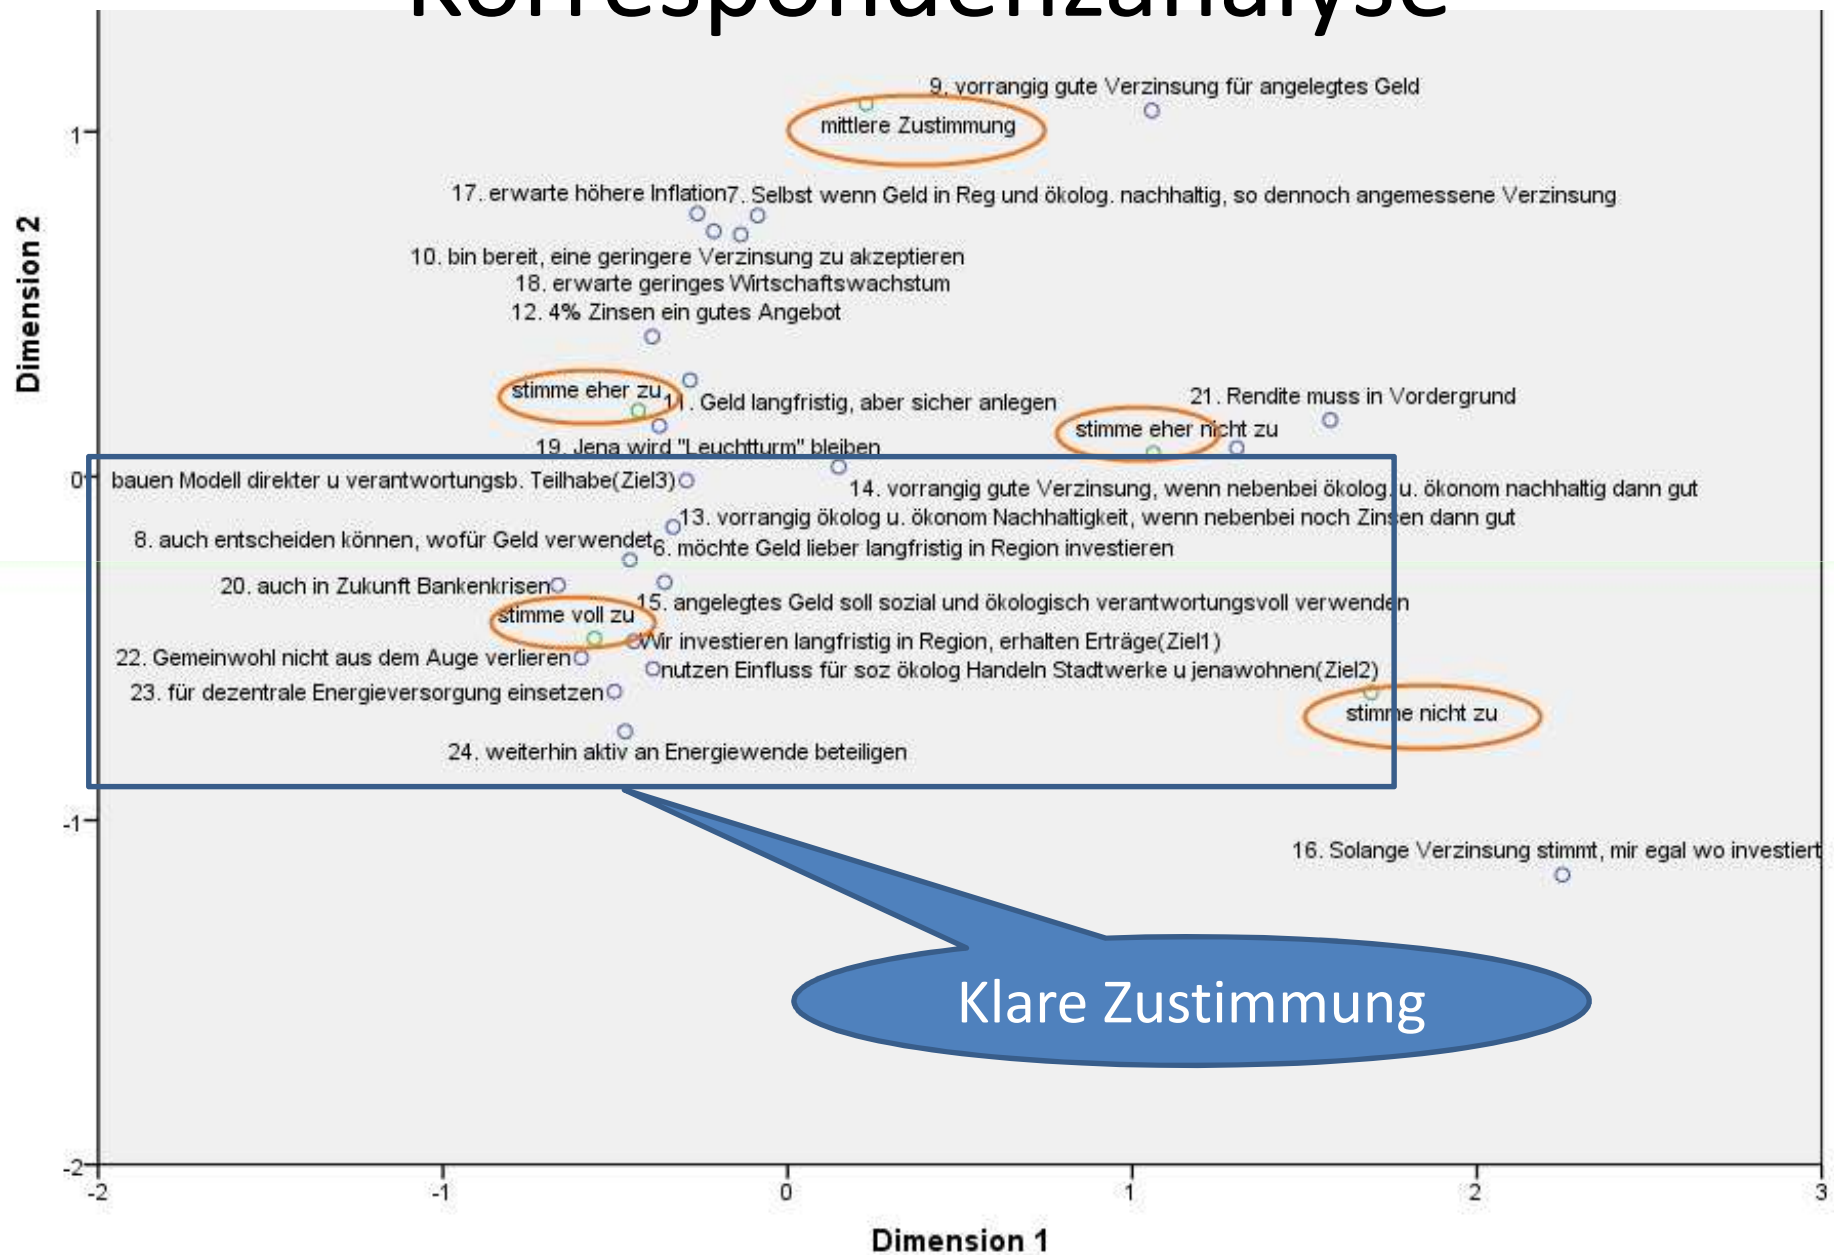 Korrespondenzanalyse
9. vorrangig gute Verzinsung für angelegtes Geld
mittlere Zustimmung
1
17. erwarte höhere Inflation
7. Selbst wenn Geld in Reg und ökolog. nachhaltig, so dennoch angemessene Verzinsung
10. bin bereit, eine geringere Verzinsung zu akzeptieren
18. erwarte geringes Wirtschaftswachstum
12. 4% Zinsen ein gutes Angebot
Dimension 2
stimme eher zu
11. Geld langfristig, aber sicher anlegen
21. Rendite muss in Vordergrund
stimme eher nicht zu
19. Jena wird "Leuchtturm" bleiben
0
bauen Modell direkter u verantwortungsb. Teilhabe(Ziel3)
14. vorrangig gute Verzinsung, wenn nebenbei ökolog. u. ökonom nachhaltig dann gut
13. vorrangig ökolog u. ökonom Nachhaltigkeit, wenn nebenbei noch Zinsen dann gut
8. auch entscheiden können, wofür Geld verwendet
6. möchte Geld lieber langfristig in Region investieren
20. auch in Zukunft Bankenkrisen
15. angelegtes Geld soll sozial und ökologisch verantwortungsvoll verwenden
stimme voll zu
Wir investieren langfristig in Region, erhalten Erträge(Ziel1)
22. Gemeinwohl nicht aus dem Auge verlieren
nutzen Einfluss für soz ökolog Handeln Stadtwerke u jenawohnen(Ziel2)
23. für dezentrale Energieversorgung einsetzen
stimme nicht zu
24. weiterhin aktiv an Energiewende beteiligen
-1
16. Solange Verzinsung stimmt, mir egal wo investiert
Klare Zustimmung
-2
-2 -1 0 1 2 3
Dimension 1